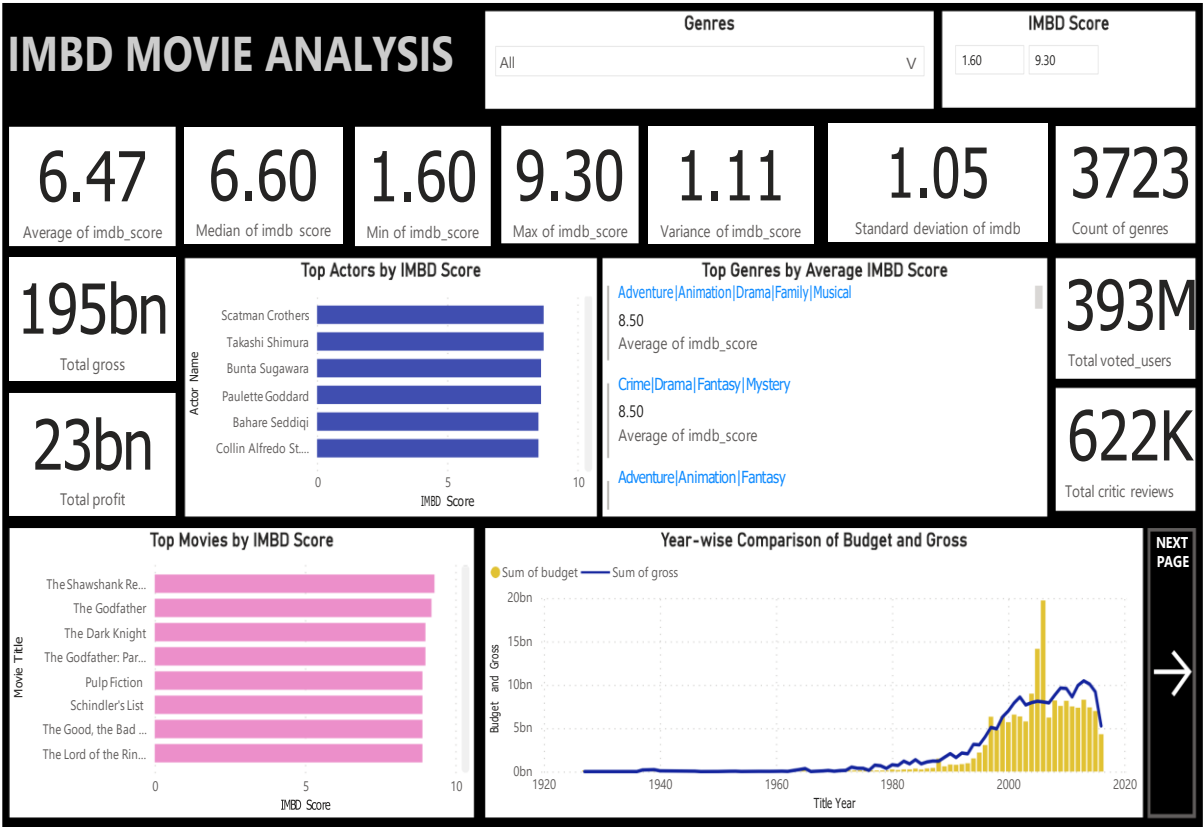 IMBD MOVIE ANALYSIS
Genres
All
V
IMBD Score
1.60
9.30
6.47
Average of imdb_score
6.60
Median of imdb score
1.60
Min of imdb_score
9.30
Max of imdb_score
1.11
Variance of imdb_score
1.05
Standard deviation of imdb
3723
Count of genres
195bn
Total gross
23bn
Total profit
Top Actors by IMBD Score
Actor Name
Scatman Crothers
Takashi Shimura
Bunta Sugawara
Paulette Goddard
Bahare Seddiqi
Collin Alfredo St....
0 5 10
IMBD Score
Top Genres by Average IMBD Score
Adventure|Animation|Drama|Family|Musical
8.50
Average of imdb_score
Crime|Drama|Fantasy|Mystery
8.50
Average of imdb_score
Adventure|Animation|Fantasy
393M
Total voted_users
622K
Total critic reviews
Top Movies by IMBD Score
Movie Title
The Shawshank Re...
The Godfather
The Dark Knight
The Godfather: Par...
Pulp Fiction
Schindler's List
The Good, the Bad ...
The Lord of the Rin...
0 5 10
IMBD Score
Year-wise Comparison of Budget and Gross
Sum of budget Sum of gross
Budget and Gross
20bn
15bn
10bn
5bn
0bn
1920 1940 1960 1980 2000 2020
Title Year
NEXT
PAGE